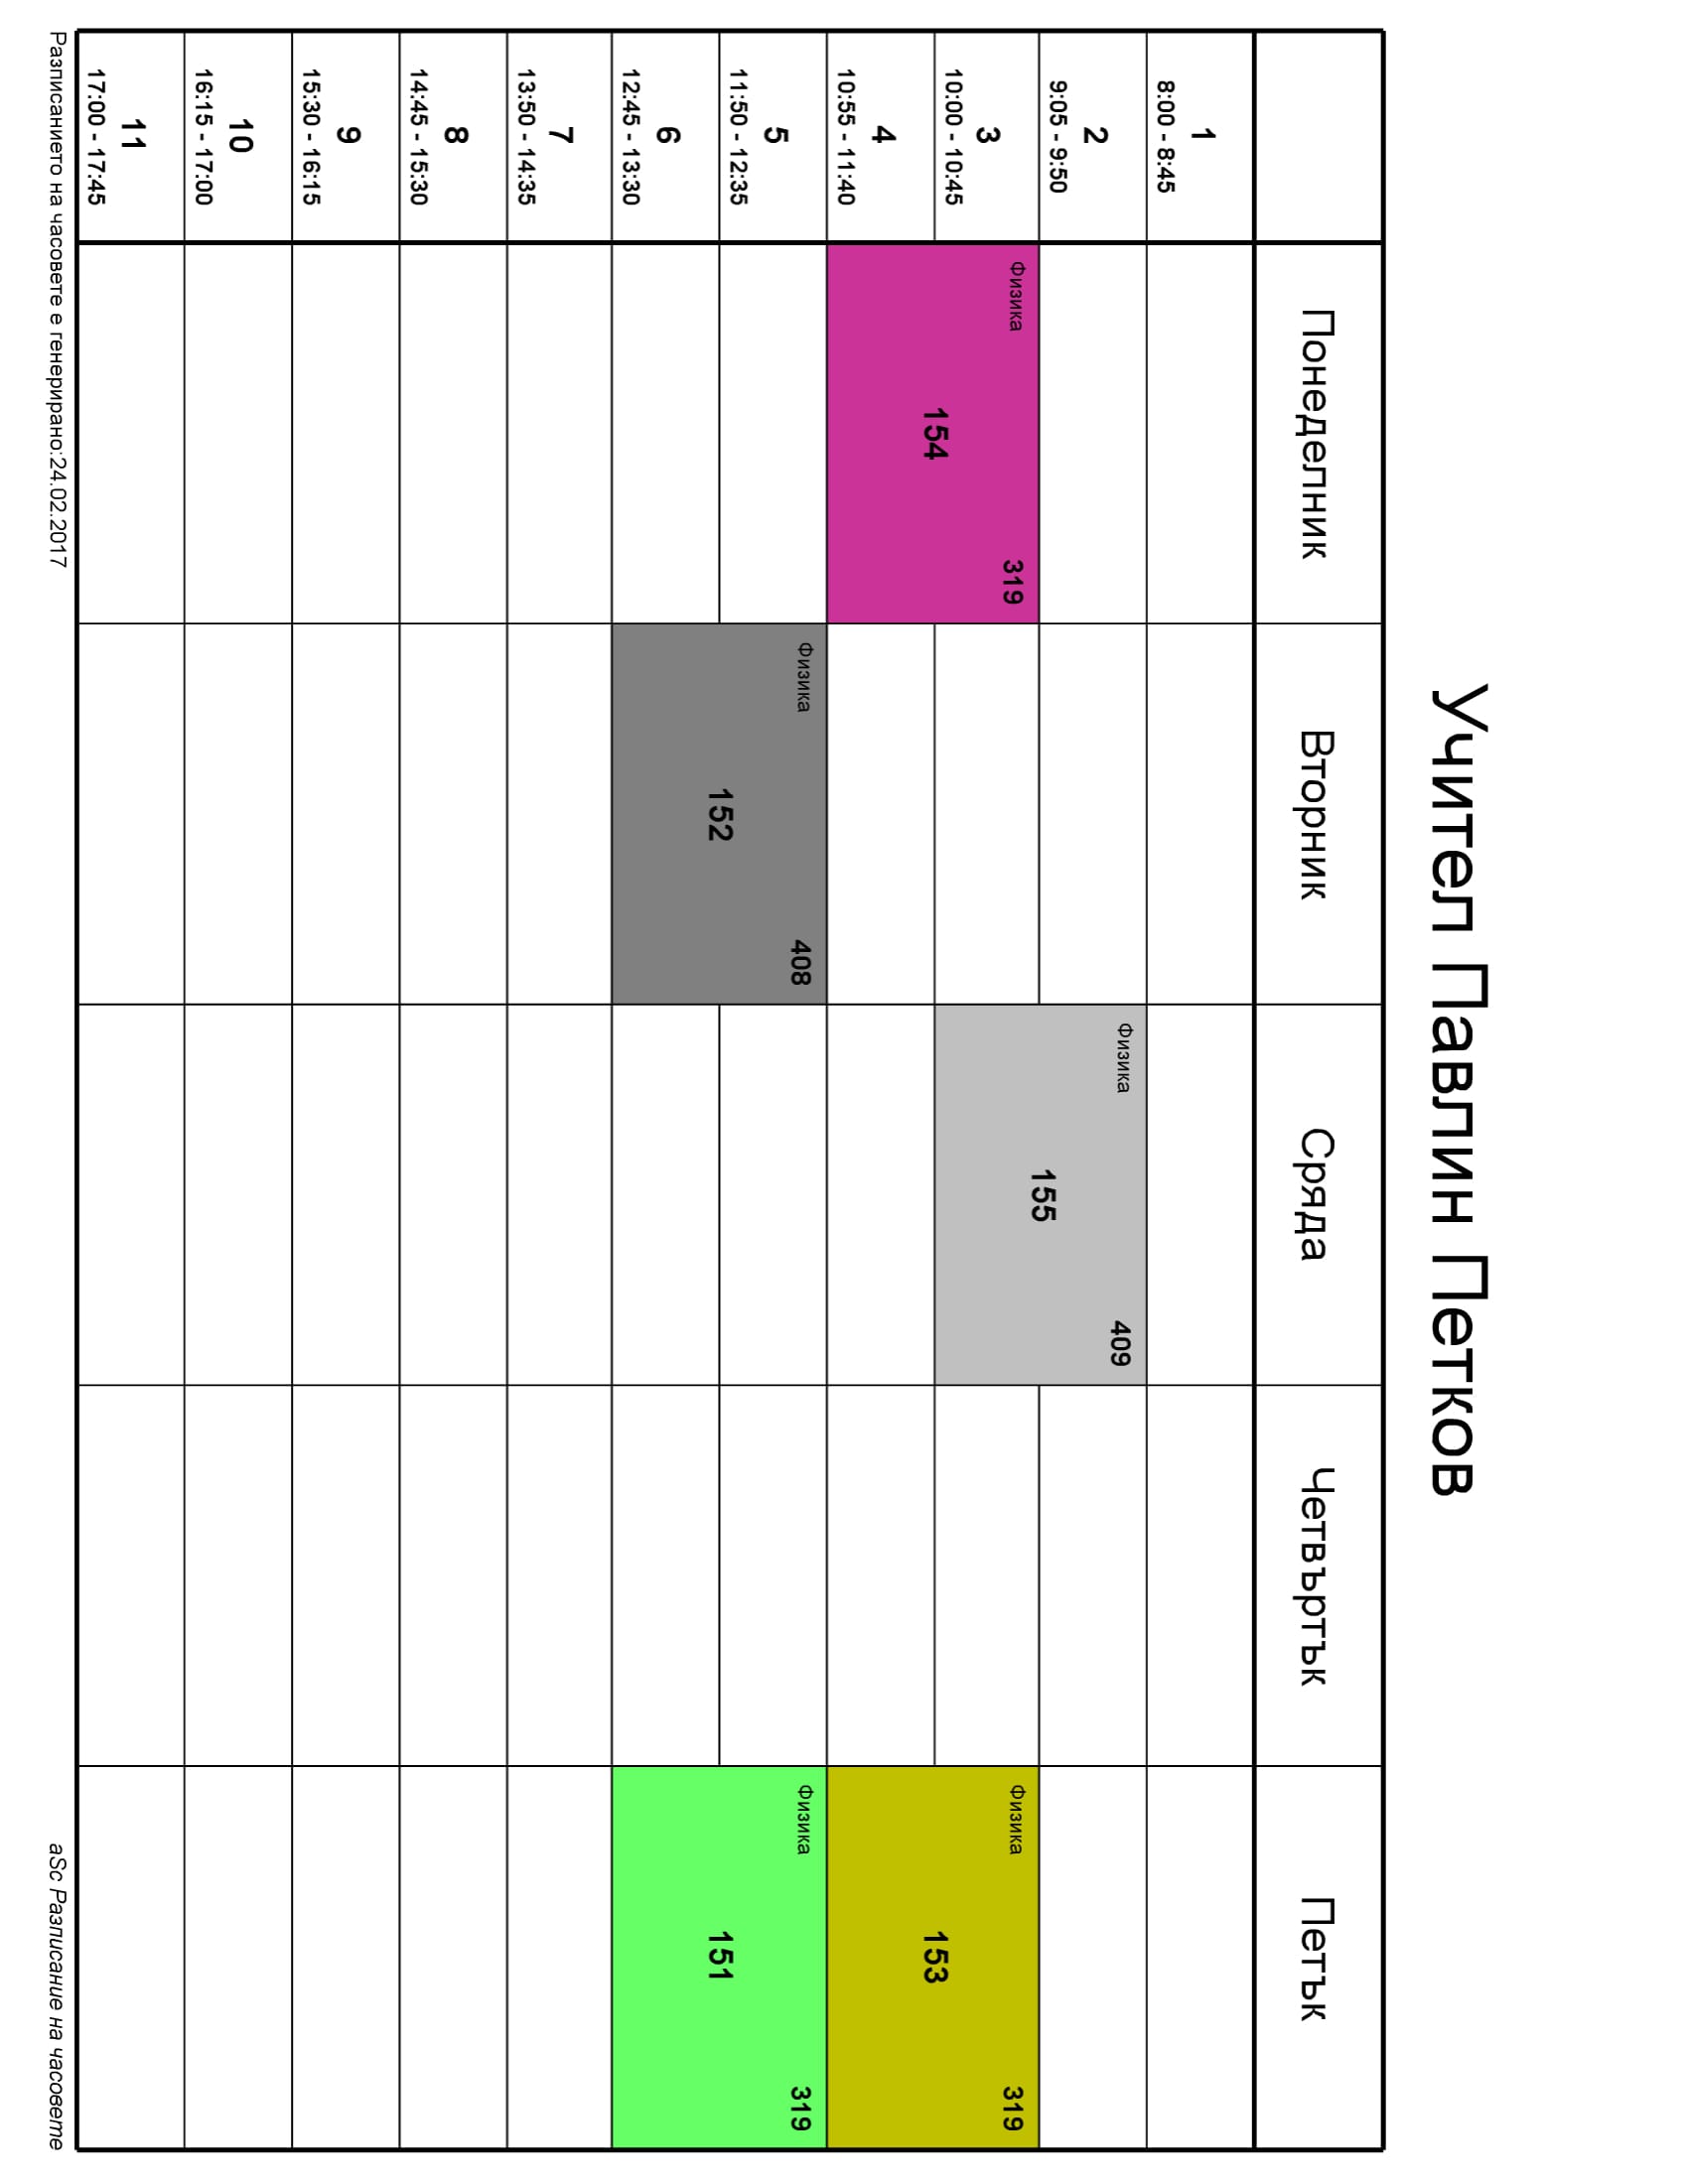 Учител Павлин Петков
Понеделник
Вторник
Сряда
Четвъртък
Петък
1
8:00 - 8:45
2
9:05 - 9:50
Физика
409
155
3
10:00 - 10:45
Физика
319
154
Физика
319
153
4
10:55 - 11:40
5
11:50 - 12:35
Физика
408
152
Физика
319
151
6
12:45 - 13:30
7
13:50 - 14:35
8
14:45 - 15:30
9
15:30 - 16:15
10
16:15 - 17:00
11
17:00 - 17:45
Разписанието на часовете е генерирано:24.02.2017
aSc Разписание на часовете